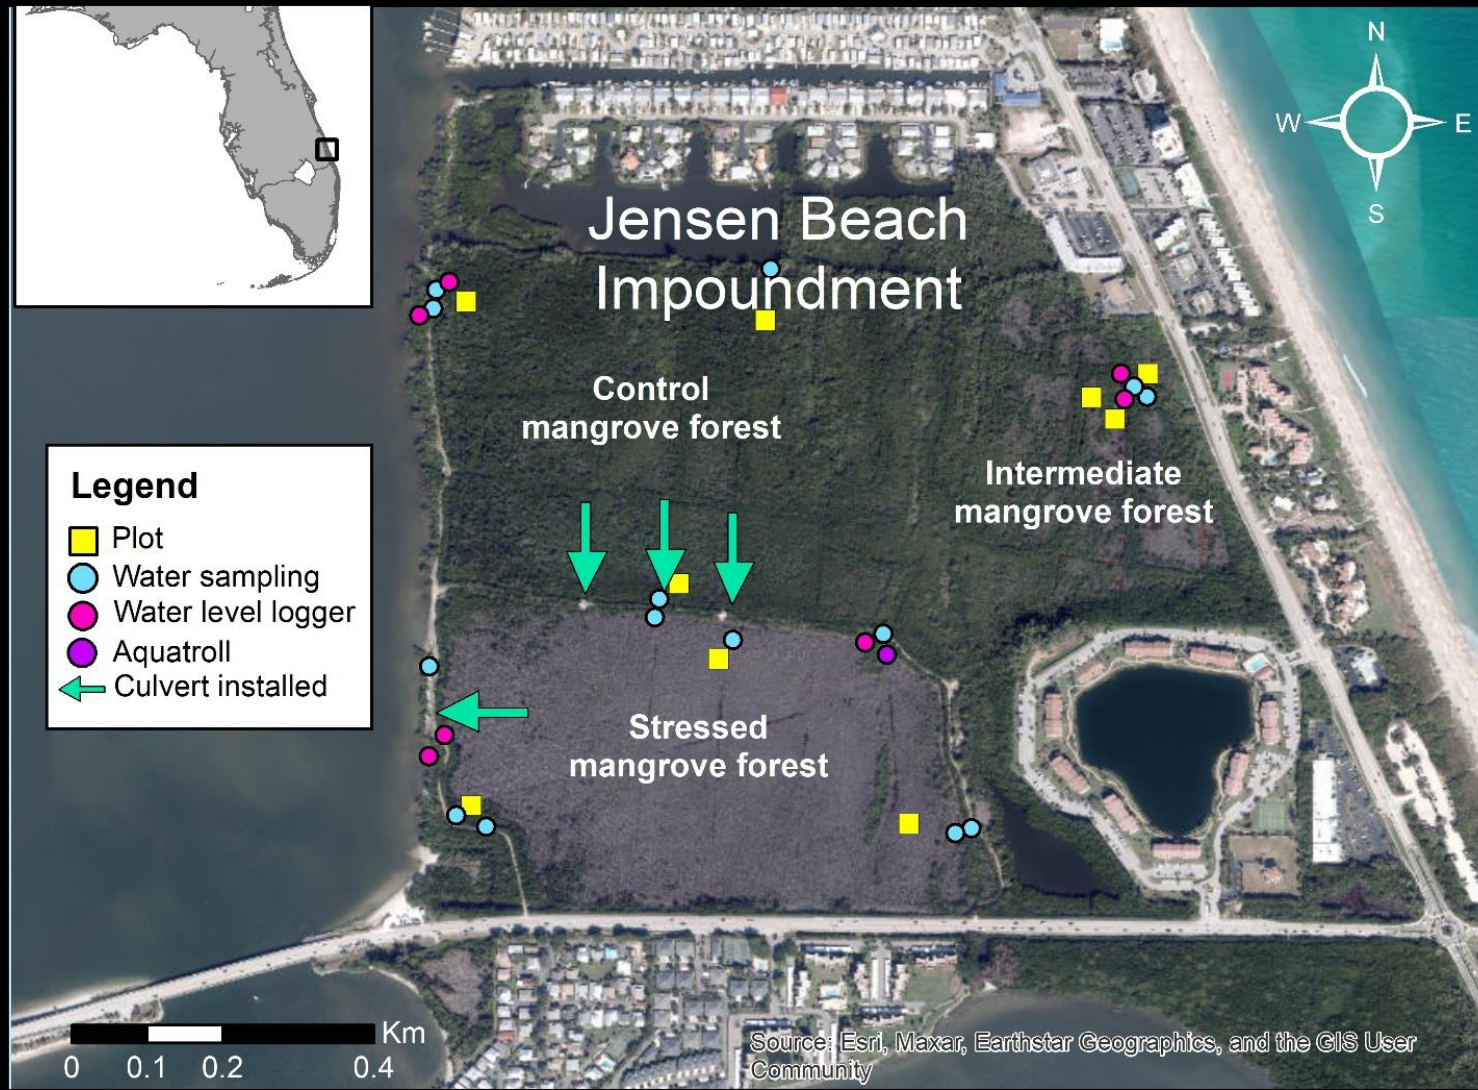 N
W
E
S
Jensen Beach
Impoundment
Control
mangrove forest
Intermediate
mangrove forest
Legend
Plot
Water sampling
Water level logger
Aquatroll
Culvert installed
Stressed
mangrove forest
Km
0 0.1 0.2 0.4
Source: Esri, Maxar, Earthstar Geographics, and the GIS User
Community